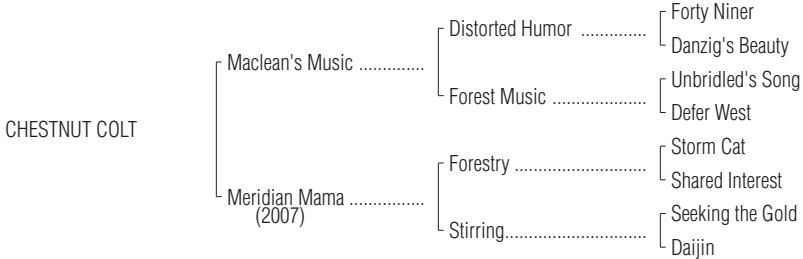 Forty Niner
Distorted Humor ..............
Danzig's Beauty
Maclean's Music ..............
Unbridled's Song
Forest Music ....................
Defer West
CHESTNUT COLT
Storm Cat
Forestry ............................
Shared Interest
Meridian Mama ................
(2007)
Seeking the Gold
Stirring..............................
Daijin